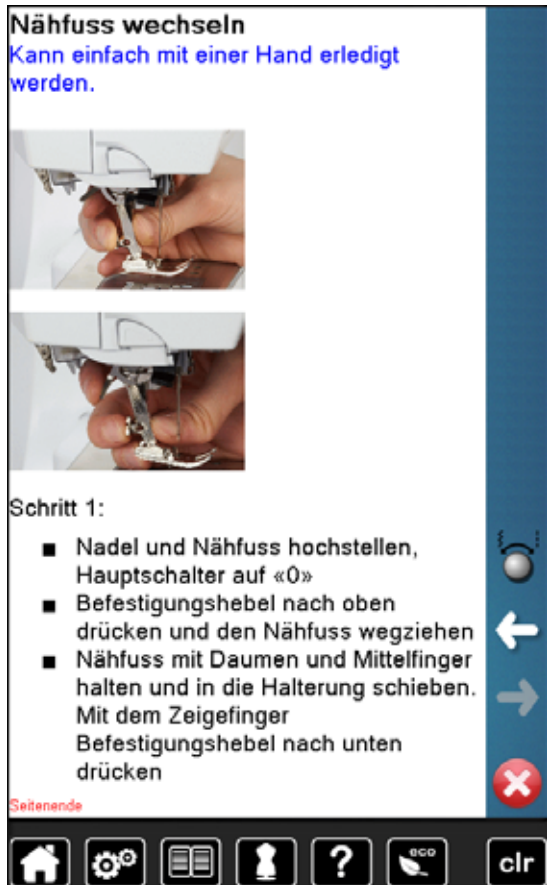 Nähfuss wechseln
Kann einfach mit einer Hand erledigt
werden.
Schritt 1:
■ Nadel und Nähfuss hochstellen,
Hauptschalter auf «0»
■ Befestigungshebel nach oben
drücken und den Nähfuss wegziehen
■ Nähfuss mit Daumen und Mittelfinger
halten und in die Halterung schieben.
Mit dem Zeigefinger
Befestigungshebel nach unten
drücken
Seitenende
?
eco
clr